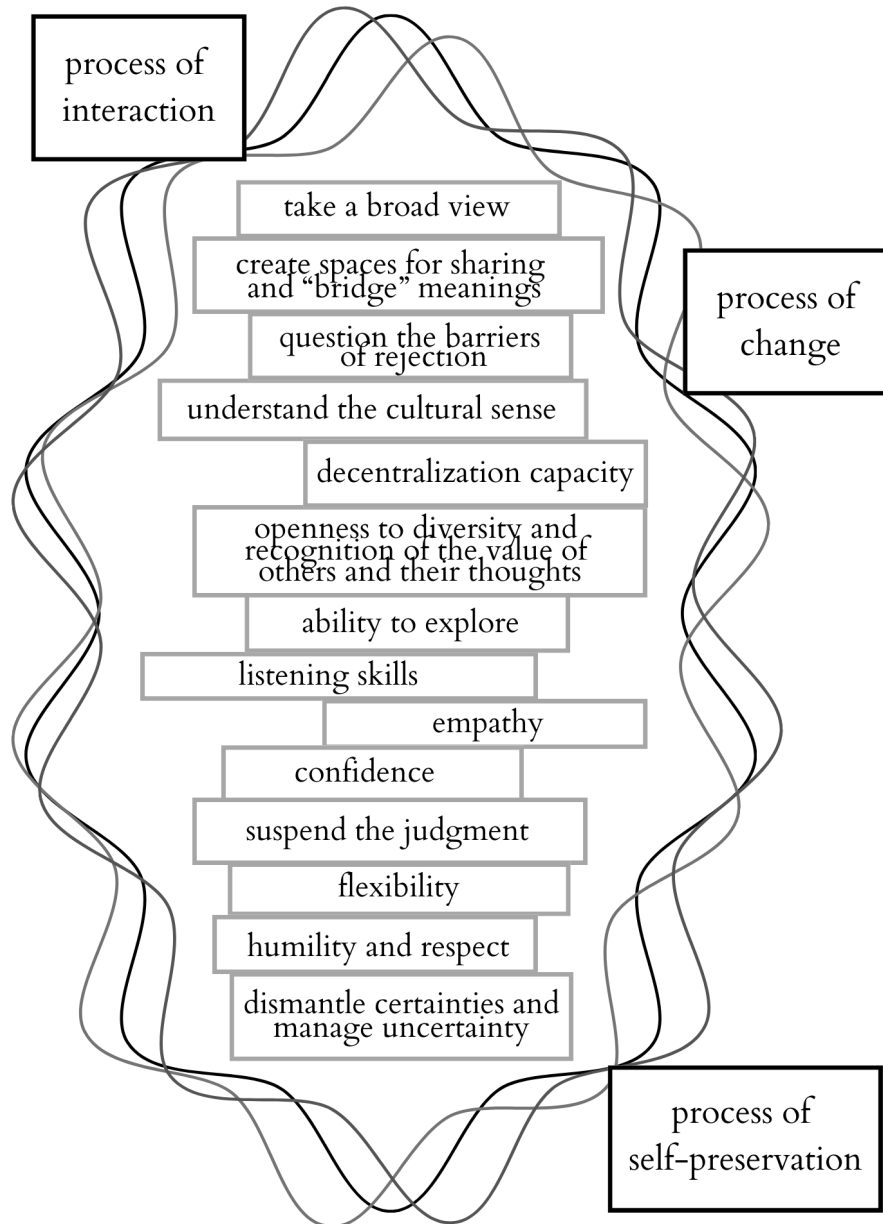 process of
interaction
take a broad view
create spaces for sharing
and “bridge” meanings
process of
change
question the barriers
of rejection
understand the cultural sense
decentralization capacity
openness to diversity and
recognition of the value of
others and their thoughts
ability to explore
listening skills
empathy
confidence
suspend the judgment
flexibility
humility and respect
dismantle certainties and
manage uncertainty
process of
self-preservation